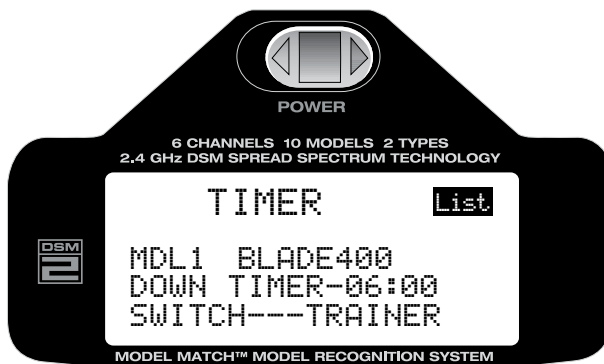 POWER
6 CHANNELS 10 MODELS 2 TYPES
2.4 GHz DSM SPREAD SPECTRUM TECHNOLOGY
TIMER List
DSM
2
MDL1 BLADE400
DOWN TIMER-06:00
SWITCH---TRAINER
MODEL MATCH™ MODEL RECOGNITION SYSTEM